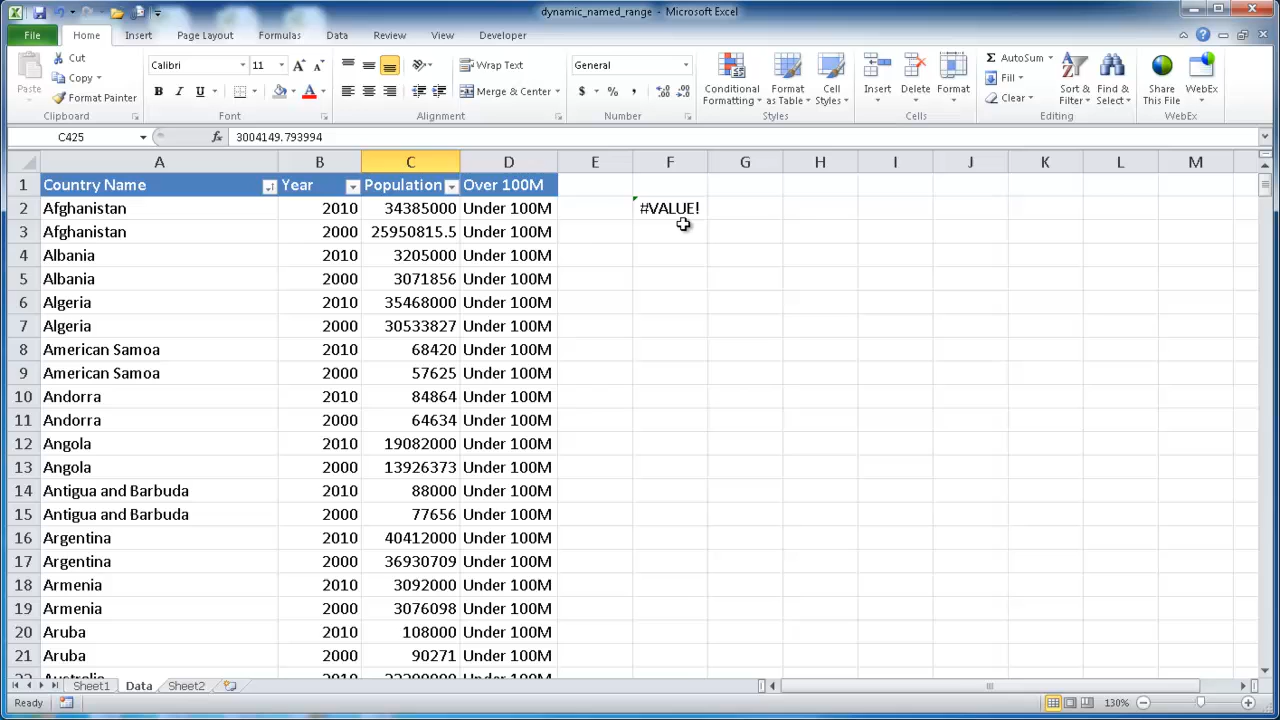 dynamic_named_range - Microsoft Excel
File Home Insert Page Layout Formulas Data Review View Developer
Paste Cut Copy Format Painter Clipboard
Calibri 11 B I U A Font
Wrap Text Merge & Center Alignment
General $ % , Number
Conditional Formatting Format as Table Cell Styles Styles
Insert Delete Format Cells
AutoSum Fill Clear Sort & Filter Find & Select Editing
Share This File WebEx WebEx
C425 fx 3004149.793994
A B C D E F G H I J K L M
1 Country Name Year Population Over 100M
2 Afghanistan 2010 34385000 Under 100M #VALUE!
3 Afghanistan 2000 25950815.5 Under 100M
4 Albania 2010 3205000 Under 100M
5 Albania 2000 3071856 Under 100M
6 Algeria 2010 35468000 Under 100M
7 Algeria 2000 30533827 Under 100M
8 American Samoa 2010 68420 Under 100M
9 American Samoa 2000 57625 Under 100M
10 Andorra 2010 84864 Under 100M
11 Andorra 2000 64634 Under 100M
12 Angola 2010 19082000 Under 100M
13 Angola 2000 13926373 Under 100M
14 Antigua and Barbuda 2010 88000 Under 100M
15 Antigua and Barbuda 2000 77656 Under 100M
16 Argentina 2010 40412000 Under 100M
17 Argentina 2000 36930709 Under 100M
18 Armenia 2010 3092000 Under 100M
19 Armenia 2000 3076098 Under 100M
20 Aruba 2010 108000 Under 100M
21 Aruba 2000 90271 Under 100M
Sheet1 Data Sheet2
Ready 130%